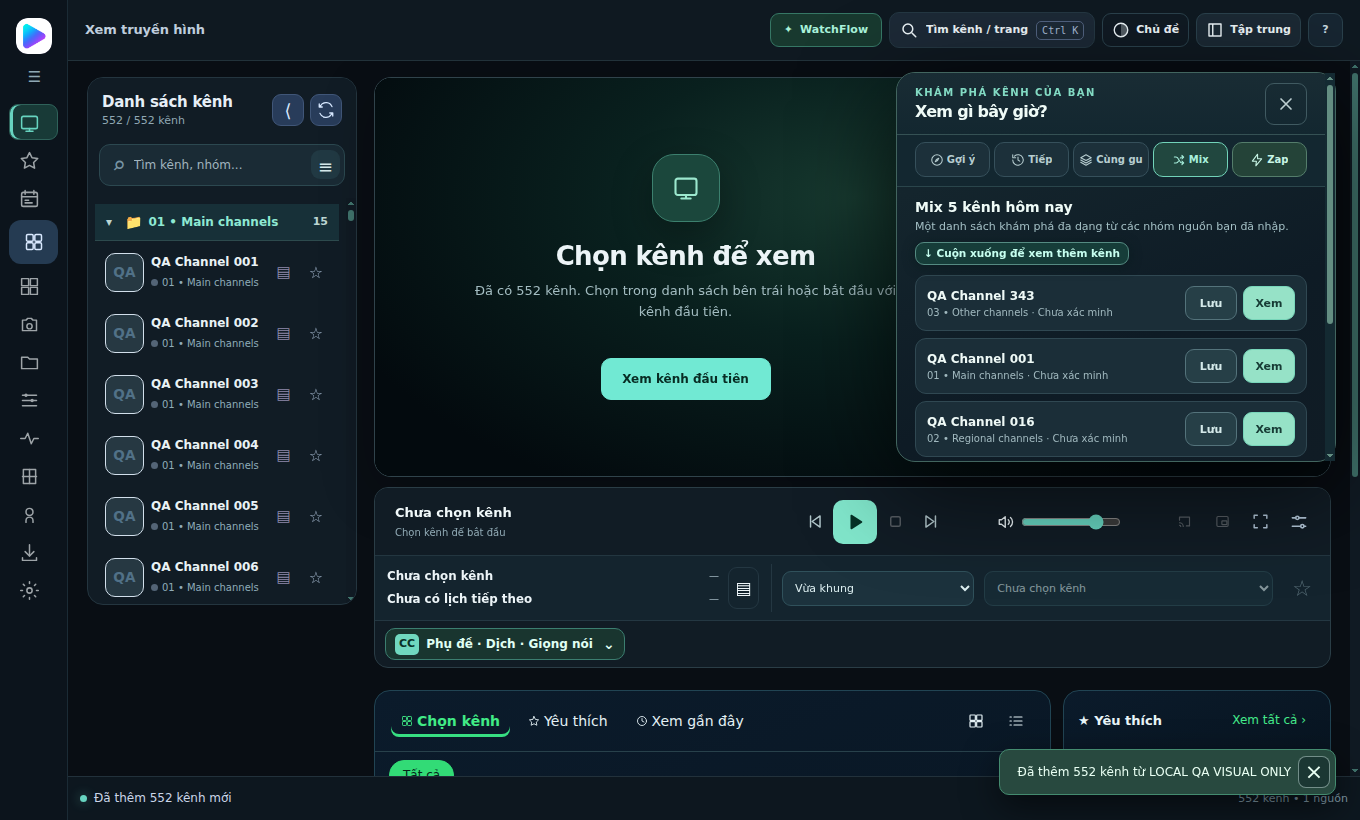 Xem truyền hình
✦ WatchFlow
Tìm kênh / trang Ctrl K
Chủ đề
Tập trung
?
Danh sách kênh
552 / 552 kênh
Tìm kênh, nhóm...
01 • Main channels 15
QA QA Channel 001
01 • Main channels
QA QA Channel 002
01 • Main channels
QA QA Channel 003
01 • Main channels
QA QA Channel 004
01 • Main channels
QA QA Channel 005
01 • Main channels
QA QA Channel 006
01 • Main channels
Chọn kênh để xem
Đã có 552 kênh. Chọn trong danh sách bên trái hoặc bắt đầu với
kênh đầu tiên.
Xem kênh đầu tiên
KHÁM PHÁ KÊNH CỦA BẠN
Xem gì bây giờ?
Gợi ý
Tiếp
Cùng gu
Mix
Zap
Mix 5 kênh hôm nay
Một danh sách khám phá đa dạng từ các nhóm nguồn bạn đã nhập.
↓ Cuộn xuống để xem thêm kênh
QA Channel 343
03 • Other channels · Chưa xác minh
Lưu Xem
QA Channel 001
01 • Main channels · Chưa xác minh
Lưu Xem
QA Channel 016
02 • Regional channels · Chưa xác minh
Lưu Xem
Chưa chọn kênh
Chọn kênh để bắt đầu
Chưa chọn kênh —
Chưa có lịch tiếp theo —
Vừa khung
Chưa chọn kênh
CC Phụ đề · Dịch · Giọng nói
Chọn kênh
Yêu thích
Xem gần đây
★ Yêu thích
Xem tất cả ›
Tất cả
Đã thêm 552 kênh từ LOCAL QA VISUAL ONLY
Đã thêm 552 kênh mới
552 kênh • 1 nguồn